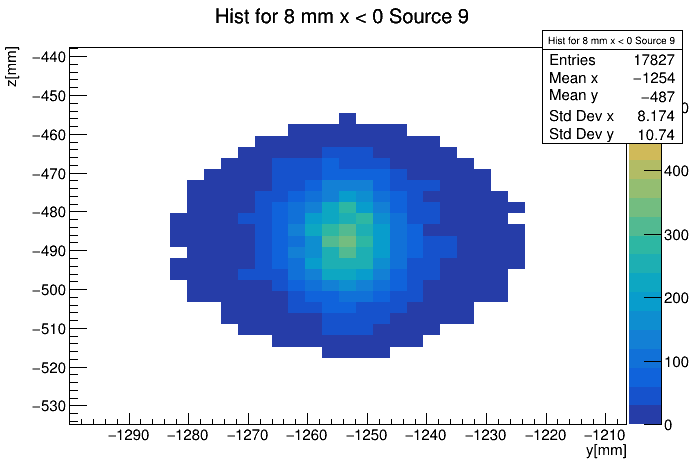 Hist for 8 mm x < 0 Source 9
Hist for 8 mm x < 0 Source 9
Entries 17827
Mean x −1254
Mean y −487
Std Dev x 8.174
Std Dev y 10.74
z[mm]
−440
−450
−460
−470
−480
−490
−500
−510
−520
−530
0
400
300
200
100
0
−1290 −1280 −1270 −1260 −1250 −1240 −1230 −1220 −1210
y[mm]